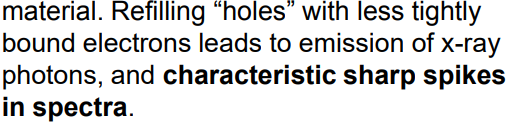 material. Refilling “holes” with less tightly
bound electrons leads to emission of x-ray
photons, and characteristic sharp spikes
in spectra.